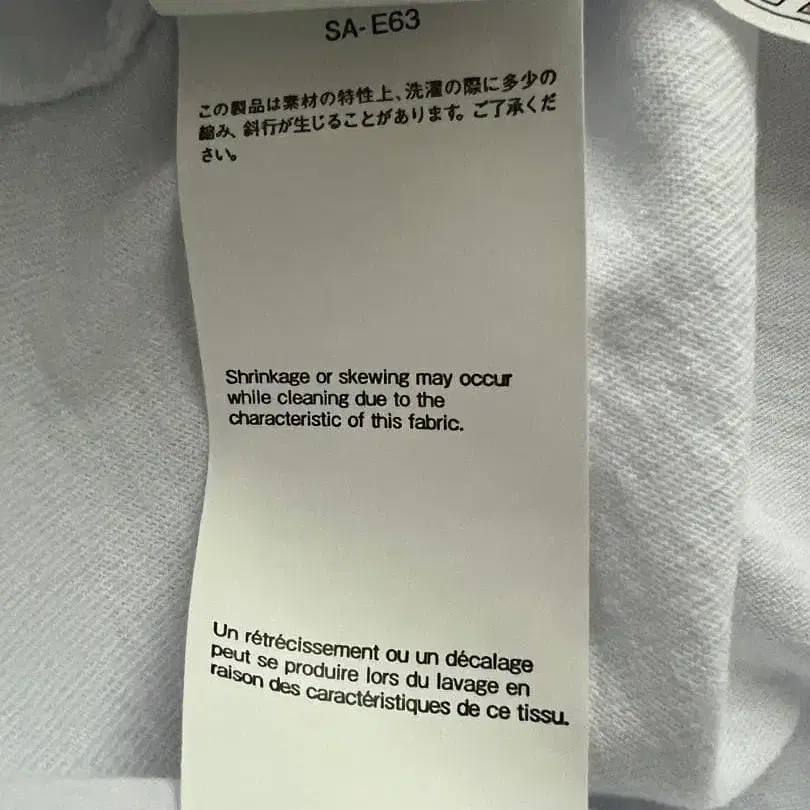 SA-E63
この製品は素材の特性上、洗濯の際に多少の
縮み、斜行が生じることがあります。ご了承くだ
さい。
Shrinkage or skewing may occur
while cleaning due to the
characteristic of this fabric.
Un rétrécissement ou un décalage
peut se produire lors du lavage en
raison des caractéristiques de ce tissu.